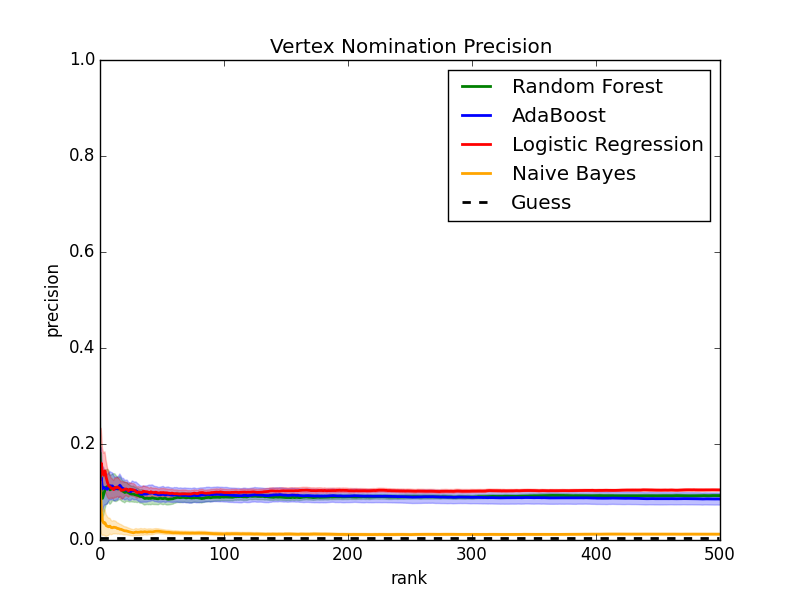 Vertex Nomination Precision
1.0
0.8
0.6
0.4
0.2
0.0
precision
Random Forest
AdaBoost
Logistic Regression
Naive Bayes
Guess
0 100 200 300 400 500
rank